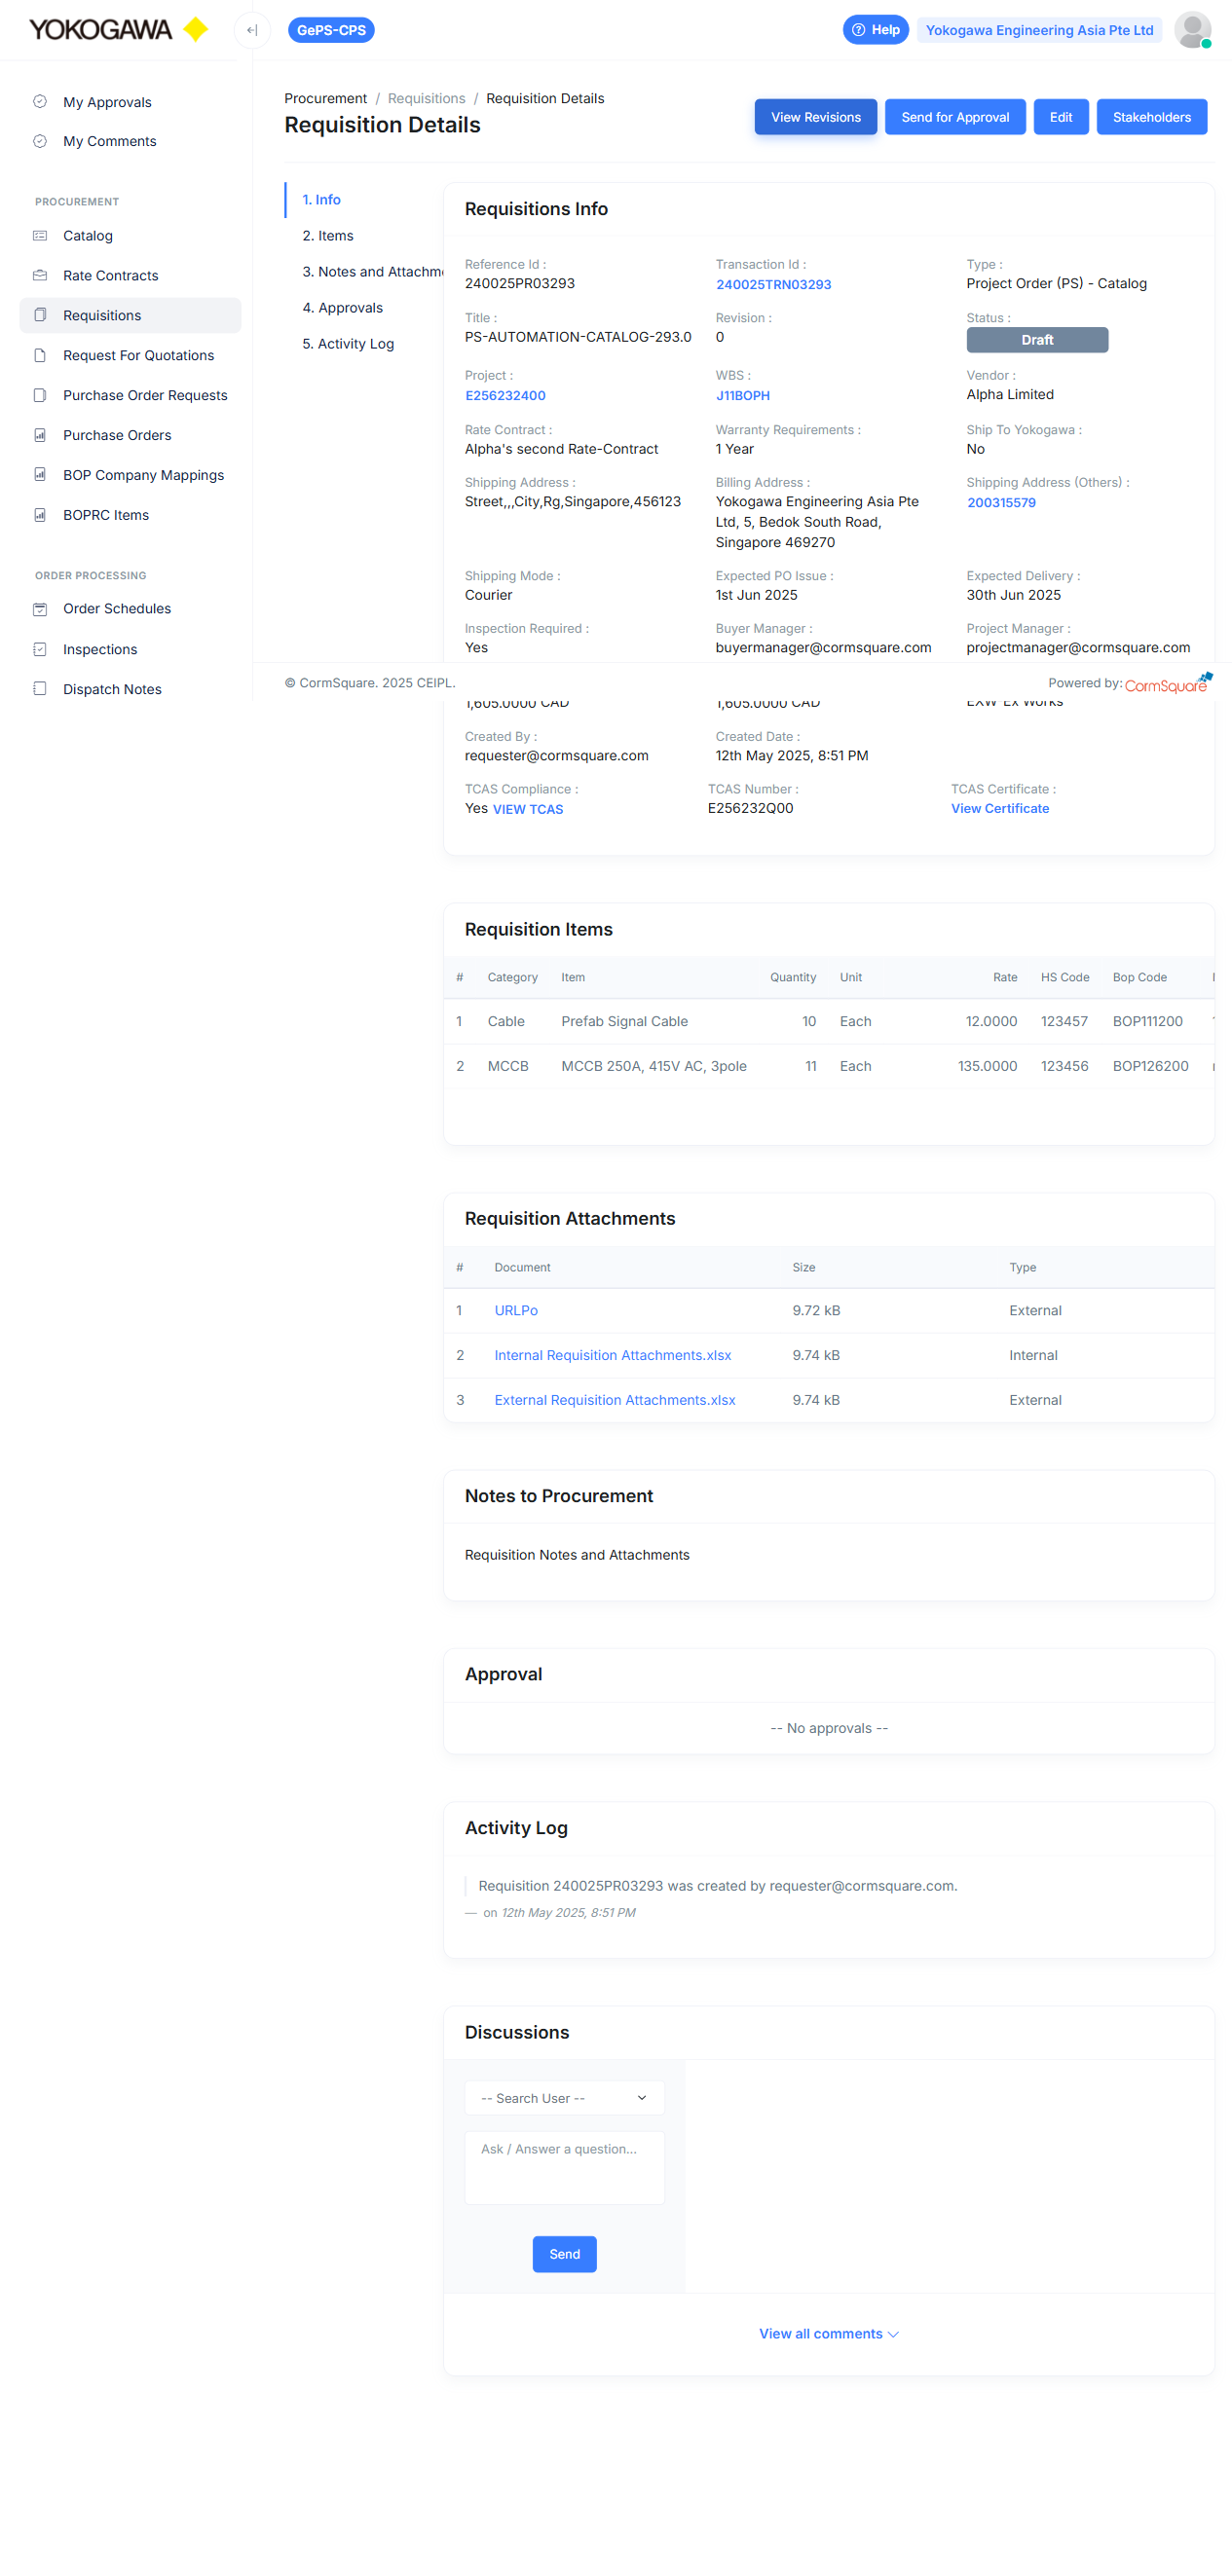 YOKOGAWA
GePS-CPS
Help
Yokogawa Engineering Asia Pte Ltd
My Approvals
My Comments
PROCUREMENT
Catalog
Rate Contracts
Requisitions
Request For Quotations
Purchase Order Requests
Purchase Orders
BOP Company Mappings
BOPRC Items
ORDER PROCESSING
Order Schedules
Inspections
Dispatch Notes
Procurement / Requisitions / Requisition Details
Requisition Details
View Revisions
Send for Approval
Edit
Stakeholders
1. Info
2. Items
3. Notes and Attachm
4. Approvals
5. Activity Log
Requisitions Info
Reference Id :
240025PR03293
Transaction Id :
240025TRN03293
Type :
Project Order (PS) - Catalog
Title :
PS-AUTOMATION-CATALOG-293.0
Revision :
0
Status :
Draft
Project :
E256232400
WBS :
J11BOPH
Vendor :
Alpha Limited
Rate Contract :
Alpha's second Rate-Contract
Warranty Requirements :
1 Year
Ship To Yokogawa :
No
Shipping Address :
Street,,,City,Rg,Singapore,456123
Billing Address :
Yokogawa Engineering Asia Pte
Ltd, 5, Bedok South Road,
Singapore 469270
Shipping Address (Others) :
200315579
Shipping Mode :
Courier
Expected PO Issue :
1st Jun 2025
Expected Delivery :
30th Jun 2025
Inspection Required :
Yes
Buyer Manager :
buyermanager@cormsquare.com
Project Manager :
projectmanager@cormsquare.com
© CormSquare. 2025 CEIPL.
Powered by: CormSquare
1,605.0000 CAD
1,605.0000 CAD
EXW Ex Works
Created By :
requester@cormsquare.com
Created Date :
12th May 2025, 8:51 PM
TCAS Compliance :
Yes VIEW TCAS
TCAS Number :
E256232Q00
TCAS Certificate :
View Certificate
Requisition Items
# Category Item Quantity Unit Rate HS Code Bop Code
1 Cable Prefab Signal Cable 10 Each 12.0000 123457 BOP111200
2 MCCB MCCB 250A, 415V AC, 3pole 11 Each 135.0000 123456 BOP126200
Requisition Attachments
# Document Size Type
1 URLPo 9.72 kB External
2 Internal Requisition Attachments.xlsx 9.74 kB Internal
3 External Requisition Attachments.xlsx 9.74 kB External
Notes to Procurement
Requisition Notes and Attachments
Approval
-- No approvals --
Activity Log
Requisition 240025PR03293 was created by requester@cormsquare.com.
— on 12th May 2025, 8:51 PM
Discussions
-- Search User --
Ask / Answer a question...
Send
View all comments